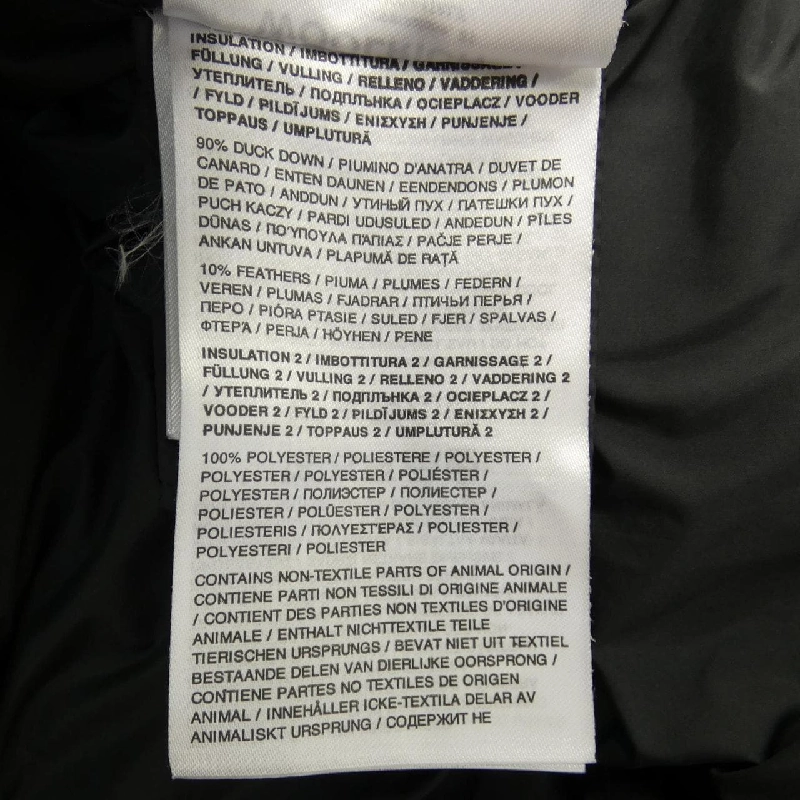 INSULATION / IMBOTTITURA / GARNISSAGE /
FÜLLUNG / VULLING / RELLENO / VADDERING /
УТЕПЛИТЕЛЬ / ПОДПЛЪНКА / OCIEPLACZ / VOODER
/ FYLD / PILDĪJUMS / ΕΝΙΣΧΥΣΗ / PUNJENJE /
TOPPAUS / UMPLUTURĂ
90% DUCK DOWN / PIUMINO D'ANATRA / DUVET DE
CANARD / ENTEN DAUNEN / EENDENDONS / PLUMON
DE PATO / ANDDUN / УТИНЫЙ ПУХ / ПАТЕШКИ ПУХ /
PUCH KACZY / PARDI UDUSULED / ANDEDUN / PĪLES
DŪNAS / ΠΟΎΠΟΥΛΑ ΠΆΠΙΑΣ / PAČJE PERJE /
ANKAN UNTUVA / PLAPUMĂ DE RAȚĂ
10% FEATHERS / PIUMA / PLUMES / FEDERN /
VEREN / PLUMAS / FJADRAR / ПТИЧЬИ ПЕРЬЯ /
ПЕРО / PIÓRA PTASIE / SULED / FJER / SPALVAS /
ΦΤΕΡΆ / PERJA / HÖYHEN / PENE
INSULATION 2 / IMBOTTITURA 2 / GARNISSAGE 2 /
FÜLLUNG 2 / VULLING 2 / RELLENO 2 / VADDERING 2
/ УТЕПЛИТЕЛЬ 2 / ПОДПЛЪНКА 2 / OCIEPLACZ 2 /
VOODER 2 / FYLD 2 / PILDĪJUMS 2 / ΕΝΙΣΧΥΣΗ 2 /
PUNJENJE 2 / TOPPAUS 2 / UMPLUTURĂ 2
100% POLYESTER / POLIESTERE / POLYESTER /
POLYESTER / POLYESTER / POLIÉSTER /
POLYESTER / ПОЛИЭСТЕР / ПОЛИЕСТЕР /
POLIESTER / POLÜESTER / POLYESTER /
POLIESTERIS / ΠΟΛΥΕΣΤΈΡΑΣ / POLIESTER /
POLYESTERI / POLIESTER
CONTAINS NON-TEXTILE PARTS OF ANIMAL ORIGIN /
CONTIENE PARTI NON TESSILI DI ORIGINE ANIMALE
/ CONTIENT DES PARTIES NON TEXTILES D'ORIGINE
ANIMALE / ENTHALT NICHTTEXTILE TEILE
TIERISCHEN URSPRUNGS / BEVAT NIET UIT TEXTIEL
BESTAANDE DELEN VAN DIERLIJKE OORSPRONG /
CONTIENE PARTES NO TEXTILES DE ORIGEN
ANIMAL / INNEHÅLLER ICKE-TEXTILA DELAR AV
ANIMALISKT URSPRUNG / СОДЕРЖИТ НЕ